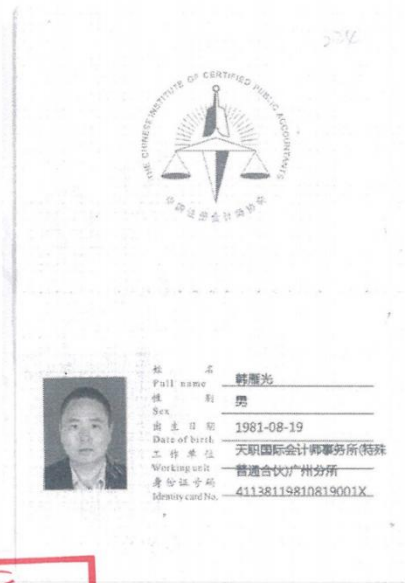 THE CHINESE INSTITUTE OF CERTIFIED PUBLIC ACCOUNTANTS
中国注册会计师协会
姓 名
Full name 韩雁光
性 别
Sex 男
出生日期
Date of birth 1981-08-19
工作单位 天职国际会计师事务所(特殊
Working unit 普通合伙)广州分所
身份证号码
Identity card No. 41138119810819001X